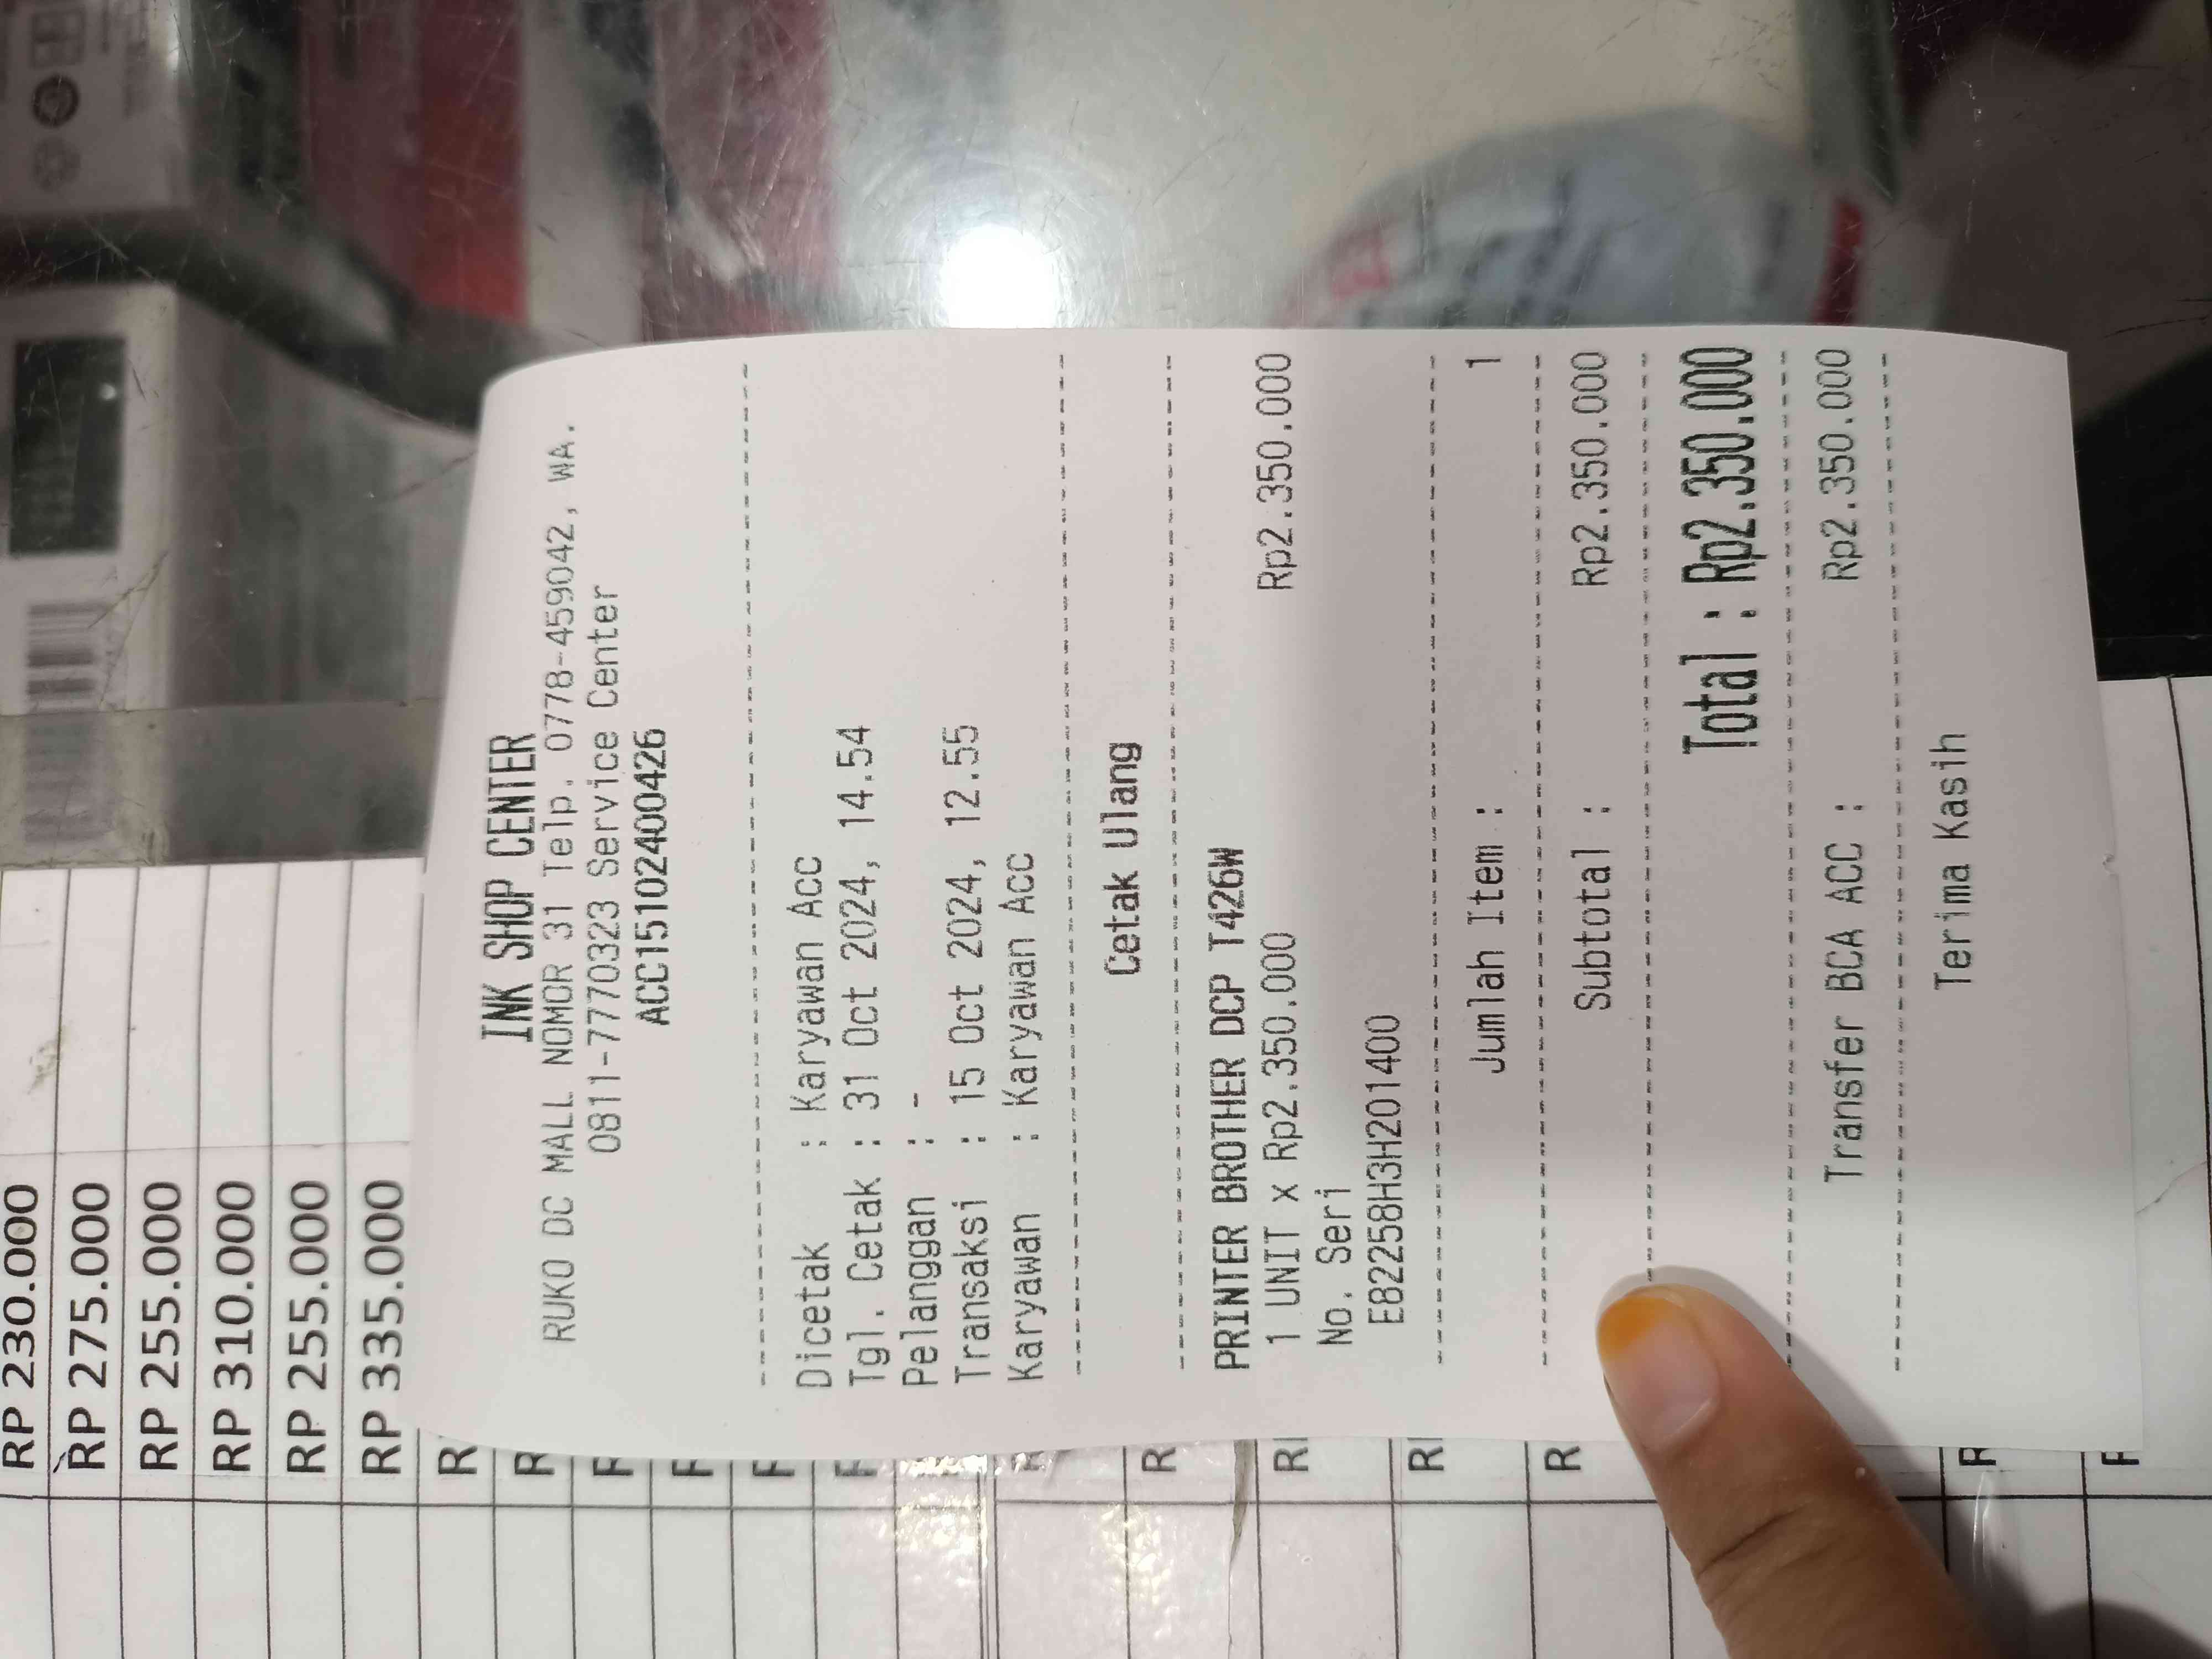 INK SHOP CENTER
RUKO DC MALL NOMOR 31 Telp. 0778-459042, WA.
0811-7770323 Service Center
ACC15102400426
Dicetak : Karyawan Acc
Tgl. Cetak : 31 Oct 2024, 14.54
Pelanggan : -
Transaksi : 15 Oct 2024, 12.55
Karyawan : Karyawan Acc
Cetak Ulang
PRINTER BROTHER DCP T426W
1 UNIT x Rp2.350.000 Rp2.350.000
No. Seri
E82258H3H201400
Jumlah Item : 1
Subtotal : Rp2.350.000
Total : Rp2.350.000
Transfer BCA ACC : Rp2.350.000
Terima Kasih
RP 230.000
RP 275.000
RP 255.000
RP 310.000
RP 255.000
RP 335.000